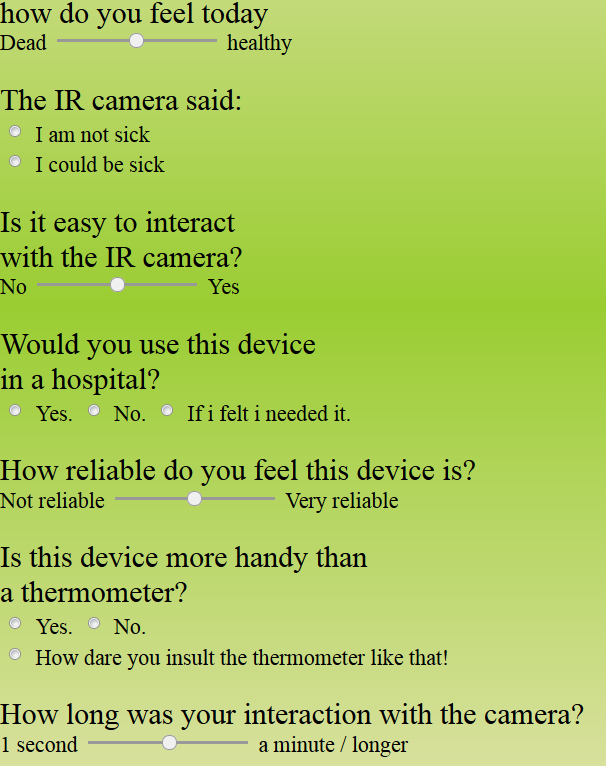 how do you feel today
Dead healthy
The IR camera said:
I am not sick
I could be sick
Is it easy to interact
with the IR camera?
No Yes
Would you use this device
in a hospital?
Yes. No. If i felt i needed it.
How reliable do you feel this device is?
Not reliable Very reliable
Is this device more handy than
a thermometer?
Yes. No.
How dare you insult the thermometer like that!
How long was your interaction with the camera?
1 second a minute / longer